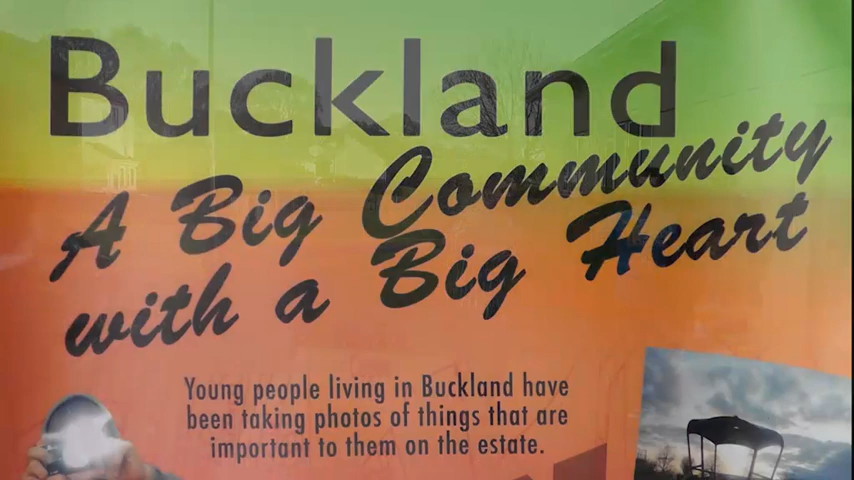 Buckland
A Big Community
with a Big Heart
Young people living in Buckland have
been taking photos of things that are
important to them on the estate.